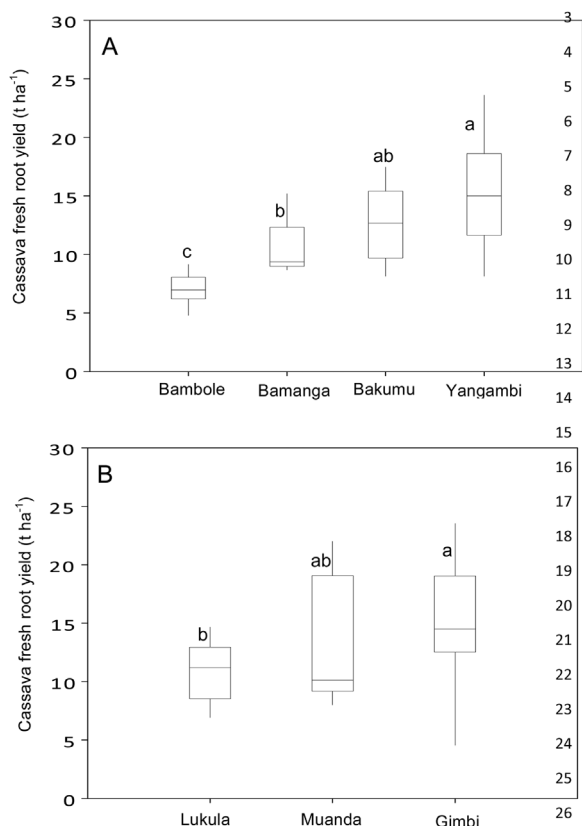 3
30
A
4
25
5
6
20
a
ab
7
15
8
b
9
10
c
10
5
11
12
0
13
Cassava fresh root yield (t ha⁻¹)
Bambole Bamanga Bakumu Yangambi
14
15
30
B
16
25
17
18
20
ab
a
19
20
15
b
21
10
22
23
5
24
25
0
26
Cassava fresh root yield (t ha⁻¹)
Lukula Muanda Gimbi